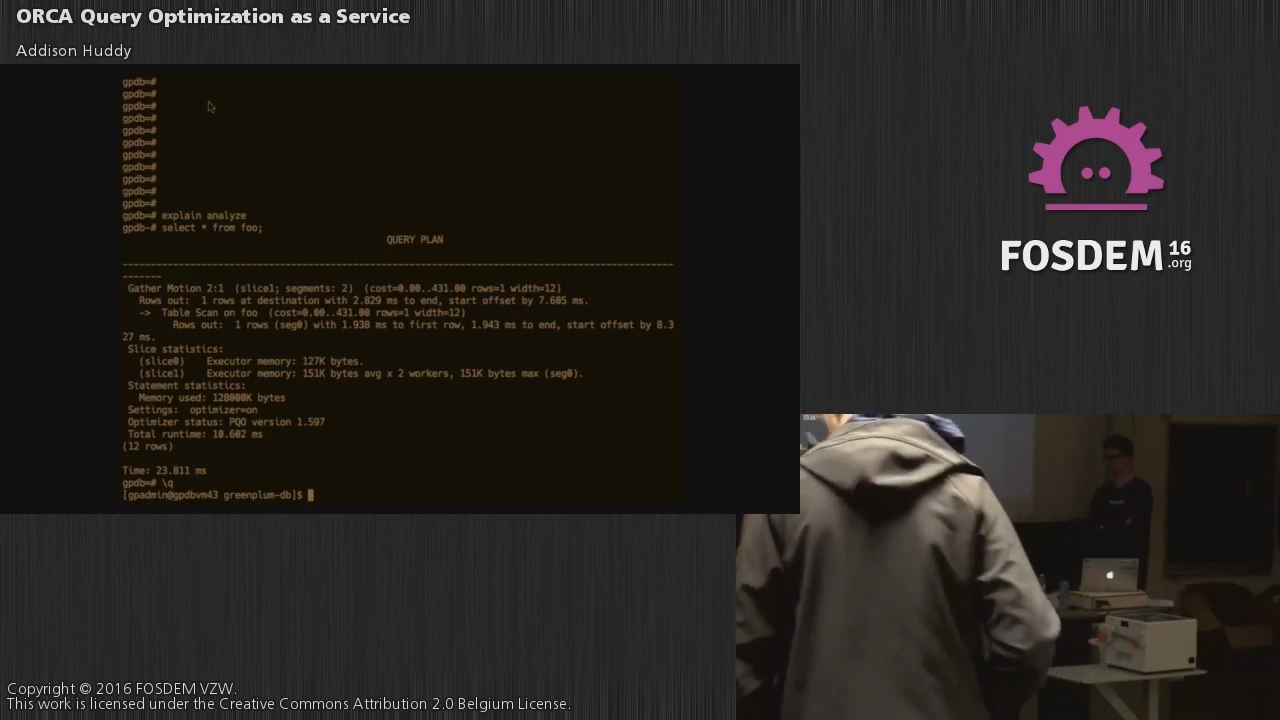 ORCA Query Optimization as a Service
Addison Huddy
gpdb=#
gpdb=#
gpdb=#
gpdb=#
gpdb=#
gpdb=#
gpdb=#
gpdb=#
gpdb=#
gpdb=#
gpdb=#
gpdb=# explain analyze
gpdb-# select * from foo;
QUERY PLAN
--------------------------------------------------------------------------------------------------
-------
Gather Motion 2:1  (slice1; segments: 2)  (cost=0.00..431.00 rows=1 width=12)
Rows out:  1 rows at destination with 2.829 ms to end, start offset by 7.605 ms.
->  Table Scan on foo  (cost=0.00..431.00 rows=1 width=12)
Rows out:  1 rows (seg0) with 1.938 ms to first row, 1.943 ms to end, start offset by 8.3
27 ms.
Slice statistics:
(slice0)    Executor memory: 127K bytes.
(slice1)    Executor memory: 151K bytes avg x 2 workers, 151K bytes max (seg0).
Statement statistics:
Memory used: 128000K bytes
Settings:  optimizer=on
Optimizer status: PQO version 1.597
Total runtime: 10.602 ms
(12 rows)
Time: 23.811 ms
gpdb=# \q
[gpadmin@gpdbvm43 greenplum-db]$
FOSDEM 16
.org
Copyright © 2016 FOSDEM VZW.
This work is licensed under the Creative Commons Attribution 2.0 Belgium License.